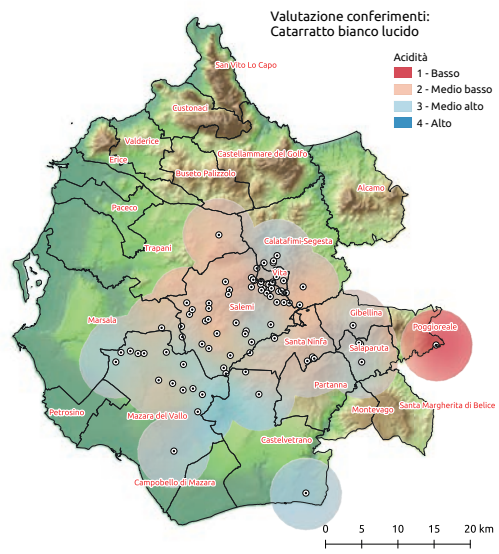 Valutazione conferimenti:
Catarratto bianco lucido
Acidità
1 - Basso
2 - Medio basso
3 - Medio alto
4 - Alto
San Vito Lo Capo
Custonaci
Valderice
Erice
Castellammare del Golfo
Buseto Palizzolo
Alcamo
Paceco
Trapani
Calatafimi-Segesta
Vita
Salemi
Gibellina
Marsala
Poggioreale
Santa Ninfa
Salaparuta
Partanna
Petrosino
Mazara del Vallo
Montevago
Santa Margherita di Belice
Castelvetrano
Campobello di Mazara
0 5 10 15 20 km